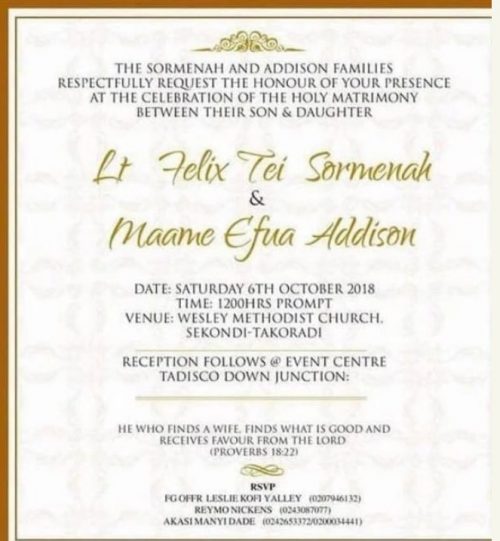 THE SORMENAH AND ADDISON FAMILIES
RESPECTFULLY REQUEST THE HONOUR OF YOUR PRESENCE
AT THE CELEBRATION OF THE HOLY MATRIMONY
BETWEEN THEIR SON & DAUGHTER
Lt Felix Tei Sormenah
&
Maame Efua Addison
DATE: SATURDAY 6TH OCTOBER 2018
TIME: 1200HRS PROMPT
VENUE: WESLEY METHODIST CHURCH,
SEKONDI-TAKORADI
RECEPTION FOLLOWS @ EVENT CENTRE
TADISCO DOWN JUNCTION:
HE WHO FINDS A WIFE, FINDS WHAT IS GOOD AND
RECEIVES FAVOUR FROM THE LORD
(PROVERBS 18:22)
RSVP
FG OFFR LESLIE KOFI YALLEY (0207946132)
REYMO NICKENS (0243087077)
AKASI MANYI DADE (0242653372/0200034441)